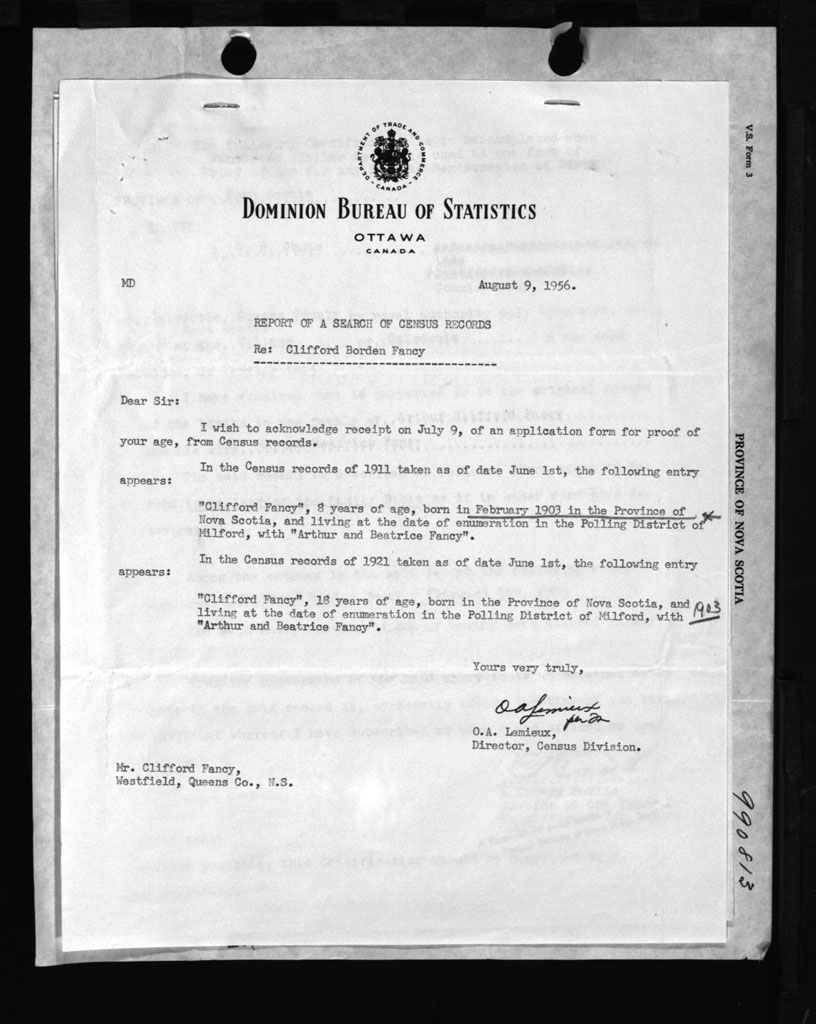 DEPARTMENT OF TRADE AND COMMERCE - CANADA -
DOMINION BUREAU OF STATISTICS
OTTAWA
CANADA
MD
August 9, 1956.
REPORT OF A SEARCH OF CENSUS RECORDS
Re: Clifford Borden Fancy
Dear Sir:
I wish to acknowledge receipt on July 9, of an application form for proof of
your age, from Census records.
In the Census records of 1911 taken as of date June 1st, the following entry
appears:
"Clifford Fancy", 8 years of age, born in February 1903 in the Province of
Nova Scotia, and living at the date of enumeration in the Polling District of
Milford, with "Arthur and Beatrice Fancy".
In the Census records of 1921 taken as of date June 1st, the following entry
appears:
"Clifford Fancy", 18 years of age, born in the Province of Nova Scotia, and 1903
living at the date of enumeration in the Polling District of Milford, with
"Arthur and Beatrice Fancy".
Yours very truly,
O A Lemieux
O.A. Lemieux,
Director, Census Division.
Mr. Clifford Fancy,
Westfield, Queens Co., N.S.
V.S. Form 3
PROVINCE OF NOVA SCOTIA
990813